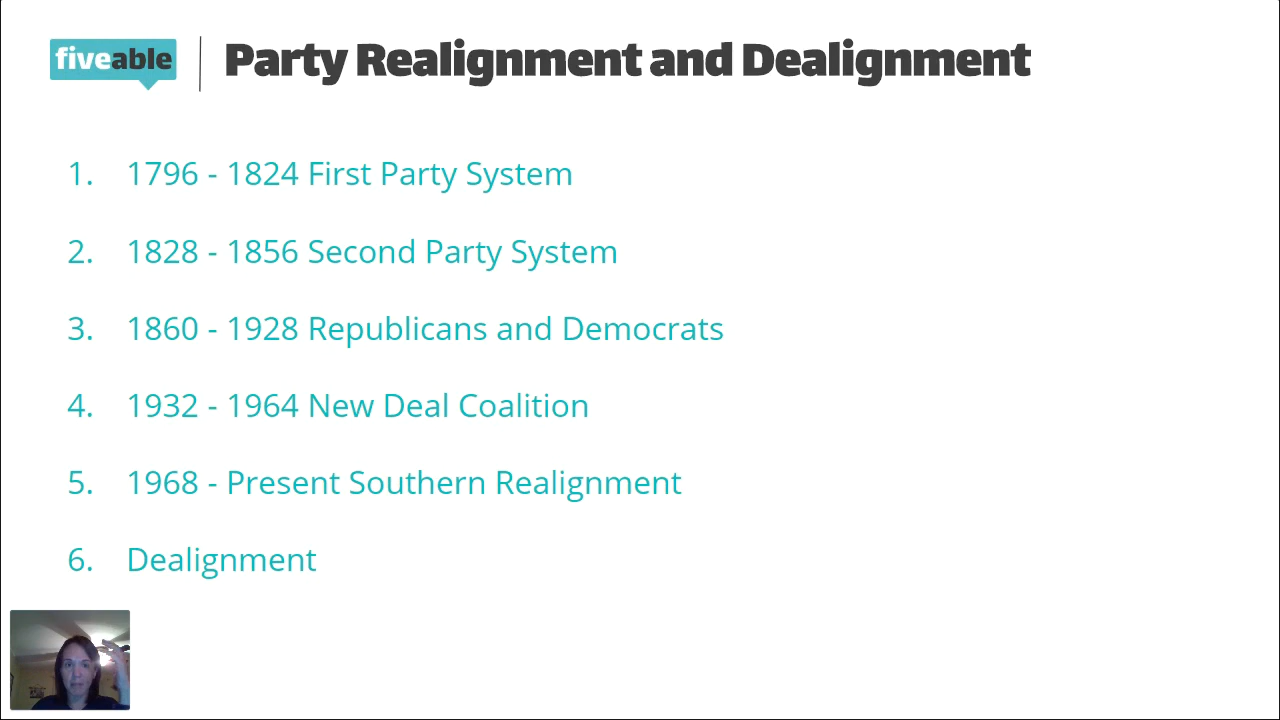 fiveable
Party Realignment and Dealignment
1. 1796 - 1824 First Party System
2. 1828 - 1856 Second Party System
3. 1860 - 1928 Republicans and Democrats
4. 1932 - 1964 New Deal Coalition
5. 1968 - Present Southern Realignment
6. Dealignment